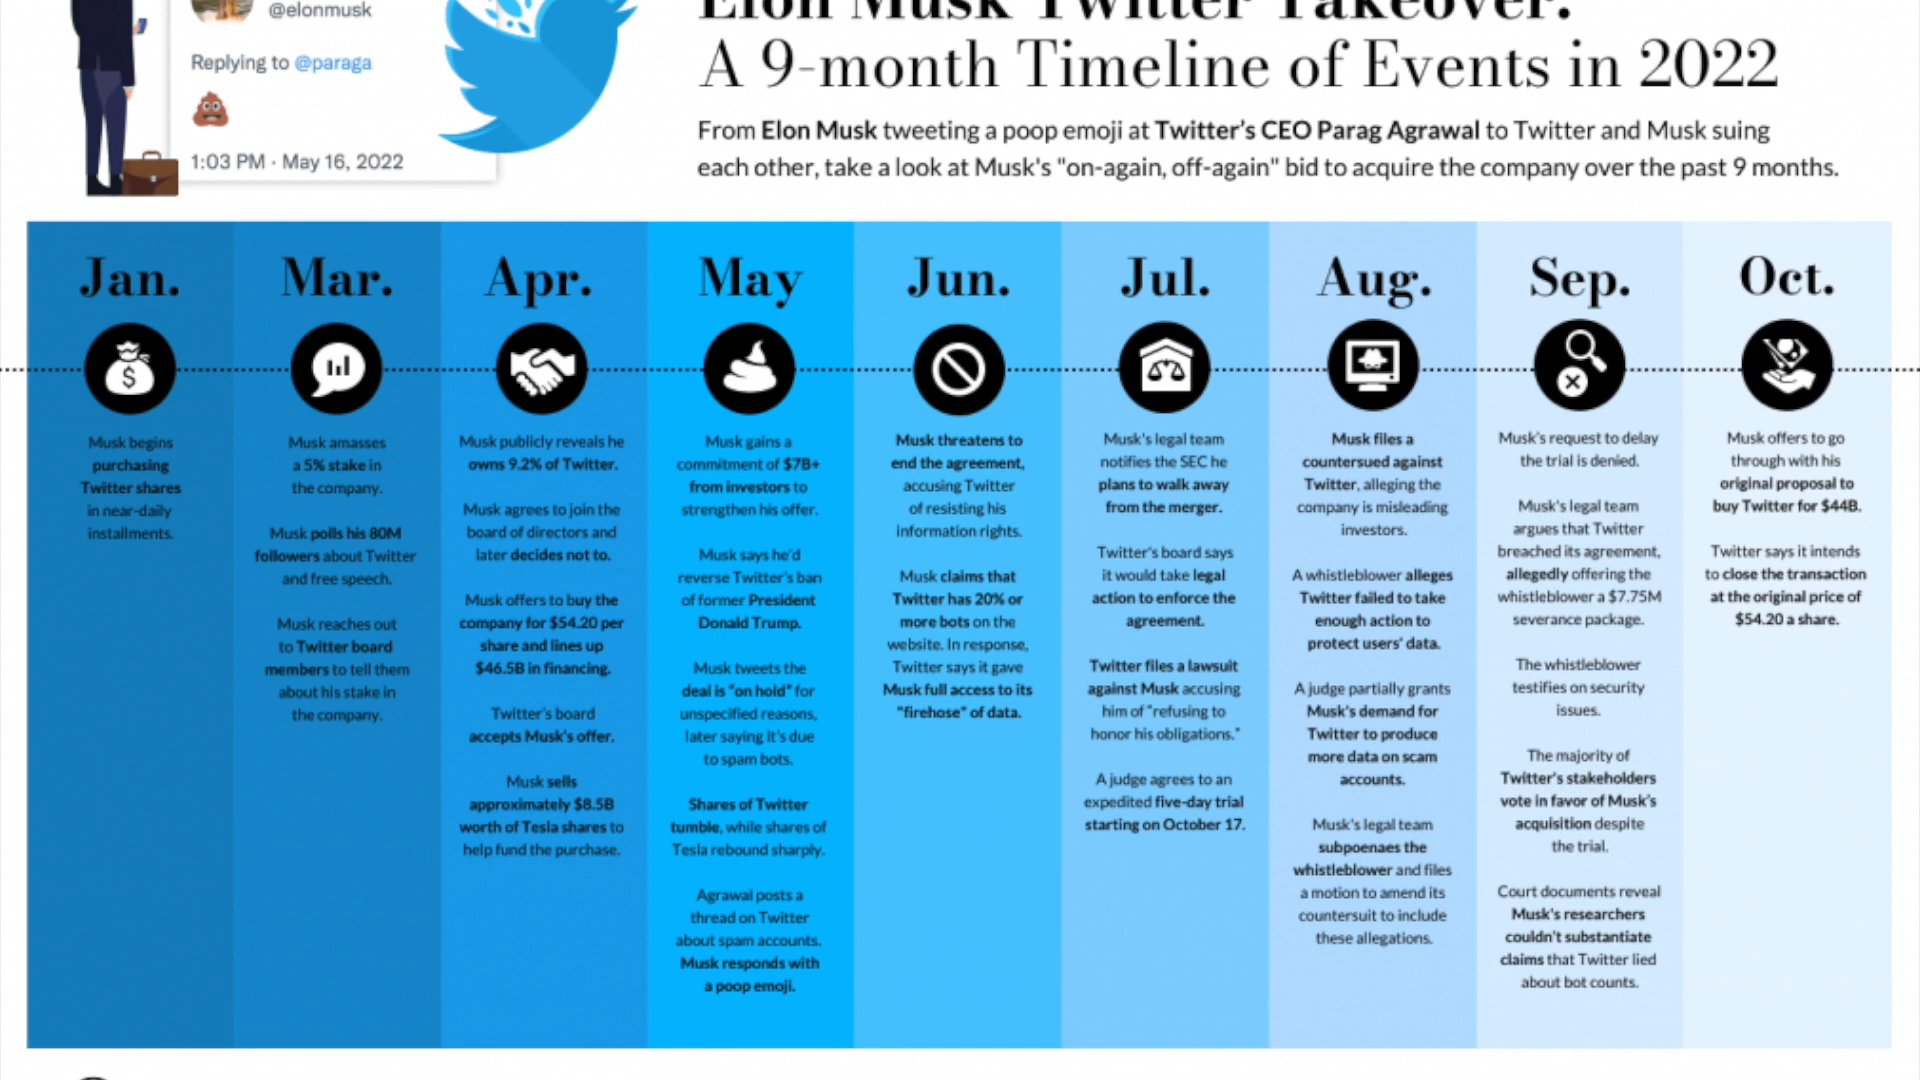 @elonmusk
Replying to @paraga
1:03 PM · May 16, 2022
Elon Musk Twitter Takeover:
A 9-month Timeline of Events in 2022
From Elon Musk tweeting a poop emoji at Twitter's CEO Parag Agrawal to Twitter and Musk suing
each other, take a look at Musk's "on-again, off-again" bid to acquire the company over the past 9 months.
Jan.
$
Musk begins
purchasing
Twitter shares
in near-daily
installments.
Mar.
Musk amasses
a 5% stake in
the company.
Musk polls his 80M
followers about Twitter
and free speech.
Musk reaches out
to Twitter board
members to tell them
about his stake in
the company.
Apr.
Musk publicly reveals he
owns 9.2% of Twitter.
Musk agrees to join the
board of directors and
later decides not to.
Musk offers to buy the
company for $54.20 per
share and lines up
$46.5B in financing.
Twitter's board
accepts Musk's offer.
Musk sells
approximately $8.5B
worth of Tesla shares to
help fund the purchase.
May
Musk gains a
commitment of $7B+
from investors to
strengthen his offer.
Musk says he'd
reverse Twitter's ban
of former President
Donald Trump.
Musk tweets the
deal is "on hold" for
unspecified reasons,
later saying it's due
to spam bots.
Shares of Twitter
tumble, while shares of
Tesla rebound sharply.
Agrawal posts a
thread on Twitter
about spam accounts.
Musk responds with
a poop emoji.
Jun.
Musk threatens to
end the agreement,
accusing Twitter
of resisting his
information rights.
Musk claims that
Twitter has 20% or
more bots on the
website. In response,
Twitter says it gave
Musk full access to its
"firehose" of data.
Jul.
Musk's legal team
notifies the SEC he
plans to walk away
from the merger.
Twitter's board says
it would take legal
action to enforce the
agreement.
Twitter files a lawsuit
against Musk accusing
him of "refusing to
honor his obligations."
A judge agrees to an
expedited five-day trial
starting on October 17.
Aug.
Musk files a
countersued against
Twitter, alleging the
company is misleading
investors.
A whistleblower alleges
Twitter failed to take
enough action to
protect users' data.
A judge partially grants
Musk's demand for
Twitter to produce
more data on scam
accounts.
Musk's legal team
subpoenaes the
whistleblower and files
a motion to amend its
countersuit to include
these allegations.
Sep.
Musk's request to delay
the trial is denied.
Musk's legal team
argues that Twitter
breached its agreement,
allegedly offering the
whistleblower a $7.75M
severance package.
The whistleblower
testifies on security
issues.
The majority of
Twitter's stakeholders
vote in favor of Musk's
acquisition despite
the trial.
Court documents reveal
Musk's researchers
couldn't substantiate
claims that Twitter lied
about bot counts.
Oct.
Musk offers to go
through with his
original proposal to
buy Twitter for $44B.
Twitter says it intends
to close the transaction
at the original price of
$54.20 a share.